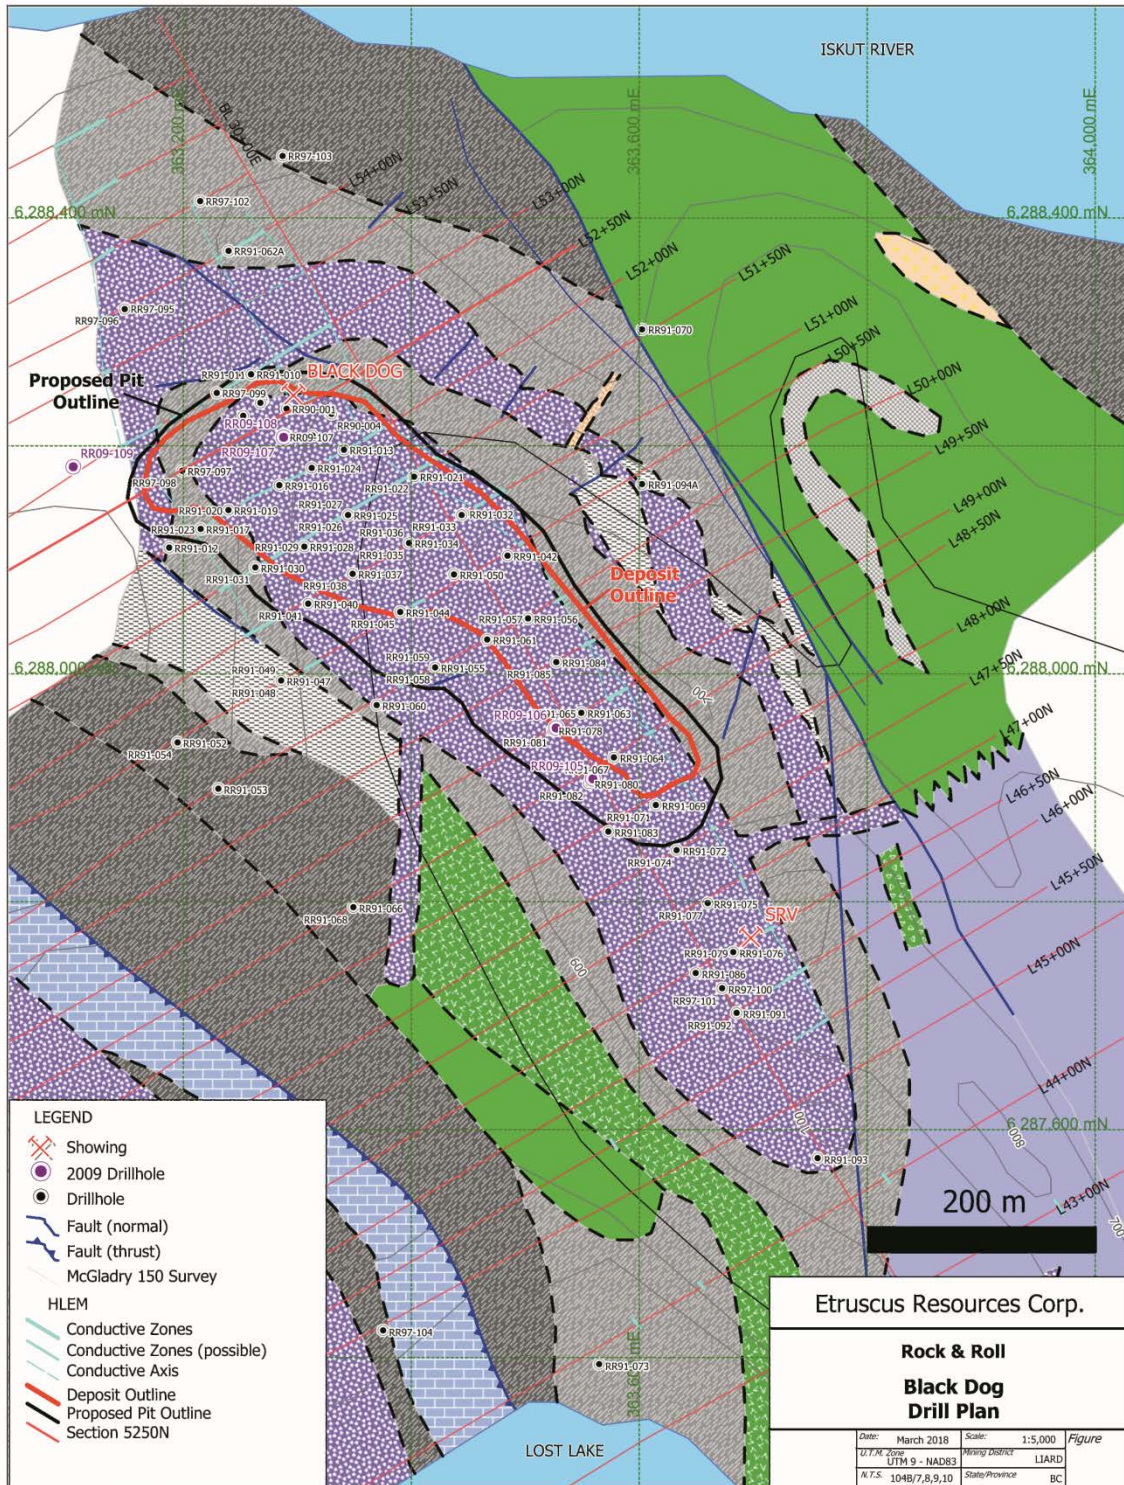 ISKUT RIVER
363,200 mE
363,600 mE
364,000 mE
BL 30+00E
RR97-103
L54+00N
L53+50N
L53+00N
L52+50N
L52+00N
L51+50N
L51+00N
L50+50N
L50+00N
L49+50N
L49+00N
L48+50N
L48+00N
L47+50N
L47+00N
L46+50N
L46+00N
L45+50N
L45+00N
L44+00N
L43+00N
RR97-102
6,288,400 mN
6,288,400 mN
RR91-062A
RR97-095
RR97-096
RR91-070
RR91-011
RR91-010
BLACK DOG
Proposed Pit
Outline
RR97-099
RR90-001
RR09-108
RR90-004
RR09-107
RR09-107
RR91-013
RR09-109
RR97-097
RR91-024
RR97-098
RR91-016
RR91-022
RR91-021
RR91-094A
RR91-020
RR91-019
RR91-027
RR91-025
RR91-026
RR91-033
RR91-032
RR91-023
RR91-017
RR91-036
RR91-034
RR91-035
RR91-012
RR91-029
RR91-028
RR91-042
RR91-031
RR91-030
RR91-037
RR91-050
RR91-038
Deposit
Outline
RR91-041
RR91-040
RR91-044
RR91-045
RR91-057
RR91-056
RR91-061
RR91-059
RR91-055
RR91-058
RR91-084
RR91-085
6,288,000 mN
6,288,000 mN
RR91-049
RR91-047
RR91-048
700
RR91-060
RR09-106
91-065
RR91-063
RR91-078
RR91-081
RR91-052
RR91-054
RR91-064
RR09-105
91-067
RR91-080
RR91-082
RR91-053
RR91-069
RR91-071
RR91-083
RR91-072
RR91-074
RR91-066
RR91-068
RR91-075
RR91-077
SRV
600
RR91-079
RR91-076
RR91-086
RR97-100
RR97-101
RR91-091
RR91-092
700
800
6,287,600 mN
RR91-093
200 m
700
RR97-104
RR91-073
363,600 mE
LOST LAKE
LEGEND
Showing
2009 Drillhole
Drillhole
Fault (normal)
Fault (thrust)
McGladry 150 Survey
HLEM
Conductive Zones
Conductive Zones (possible)
Conductive Axis
Deposit Outline
Proposed Pit Outline
Section 5250N
Etruscus Resources Corp.
Rock & Roll
Black Dog
Drill Plan
Date: March 2018 Scale: 1:5,000 Figure
U.T.M. Zone UTM 9 - NAD83 Mining District LIARD
N.T.S. 104B/7,8,9,10 State/Province BC